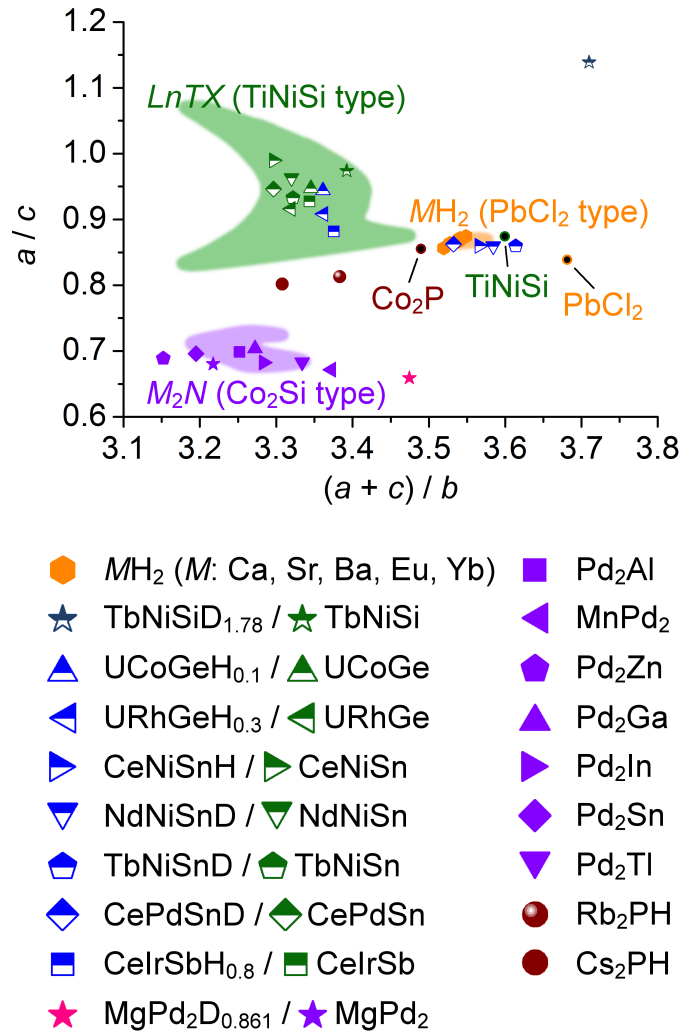 1.2
1.1
1.0
0.9
0.8
0.7
0.6
a / c
LnTX (TiNiSi type)
MH₂ (PbCl₂ type)
Co₂P
TiNiSi
PbCl₂
M₂N (Co₂Si type)
3.1 3.2 3.3 3.4 3.5 3.6 3.7 3.8
(a + c) / b
MH₂ (M: Ca, Sr, Ba, Eu, Yb)
TbNiSiD₁.₇₈ / TbNiSi
UCoGeH₀.₁ / UCoGe
URhGeH₀.₃ / URhGe
CeNiSnH / CeNiSn
NdNiSnD / NdNiSn
TbNiSnD / TbNiSn
CePdSnD / CePdSn
CeIrSbH₀.₈ / CeIrSb
MgPd₂D₀.₈₆₁ / MgPd₂
Pd₂Al
MnPd₂
Pd₂Zn
Pd₂Ga
Pd₂In
Pd₂Sn
Pd₂Tl
Rb₂PH
Cs₂PH